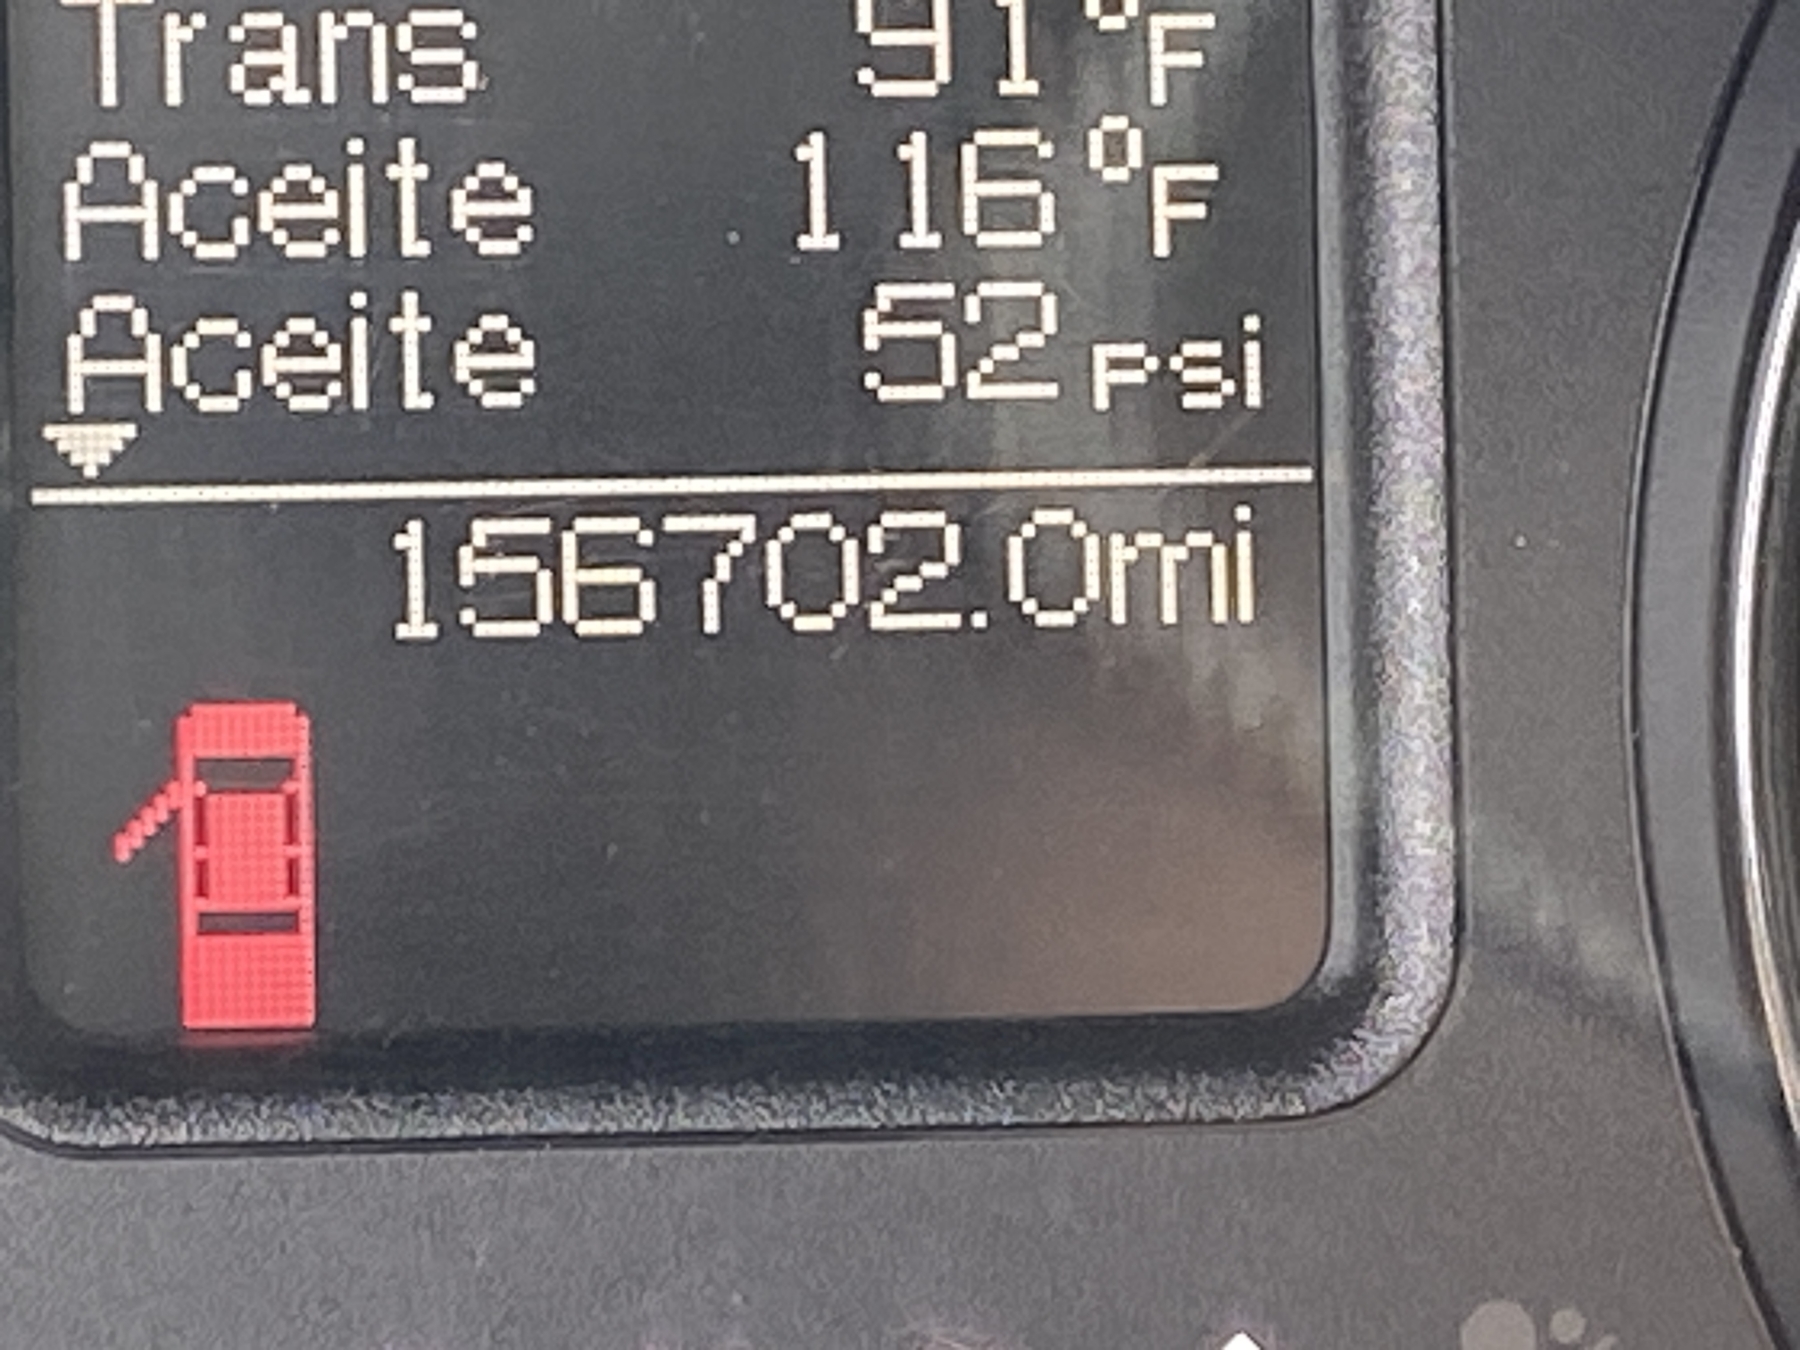 Trans 91°F
Aceite 116°F
Aceite 52 psi
156702.0mi